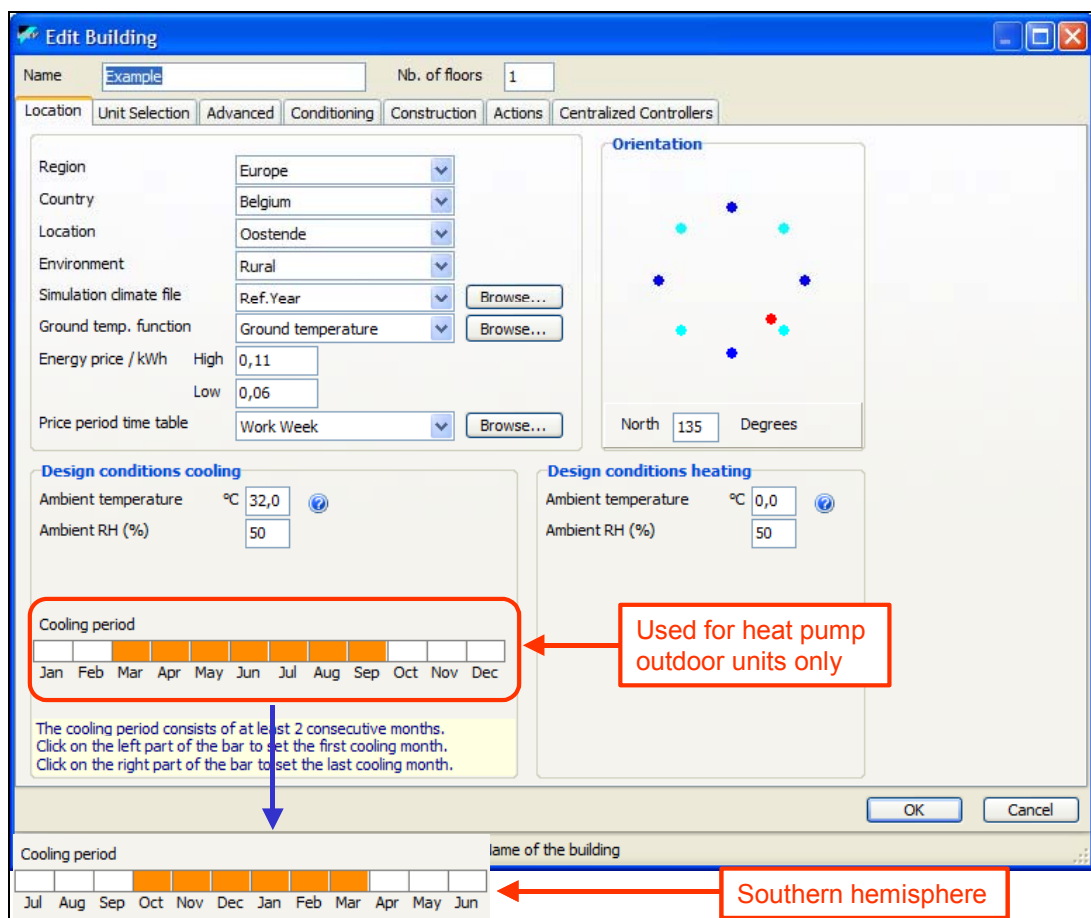 Edit Building
Name Example Nb. of floors 1
Location Unit Selection Advanced Conditioning Construction Actions Centralized Controllers
Region Europe
Country Belgium
Location Oostende
Environment Rural
Simulation climate file Ref.Year Browse...
Ground temp. function Ground temperature Browse...
Energy price / kWh High 0,11
Low 0,06
Price period time table Work Week Browse...
Orientation
North 135 Degrees
Design conditions cooling
Ambient temperature °C 32,0
Ambient RH (%) 50
Design conditions heating
Ambient temperature °C 0,0
Ambient RH (%) 50
Cooling period
Jan Feb Mar Apr May Jun Jul Aug Sep Oct Nov Dec
Used for heat pump
outdoor units only
The cooling period consists of at least 2 consecutive months.
Click on the left part of the bar to set the first cooling month.
Click on the right part of the bar to set the last cooling month.
OK Cancel
of the building
Cooling period
Jul Aug Sep Oct Nov Dec Jan Feb Mar Apr May Jun
Southern hemisphere